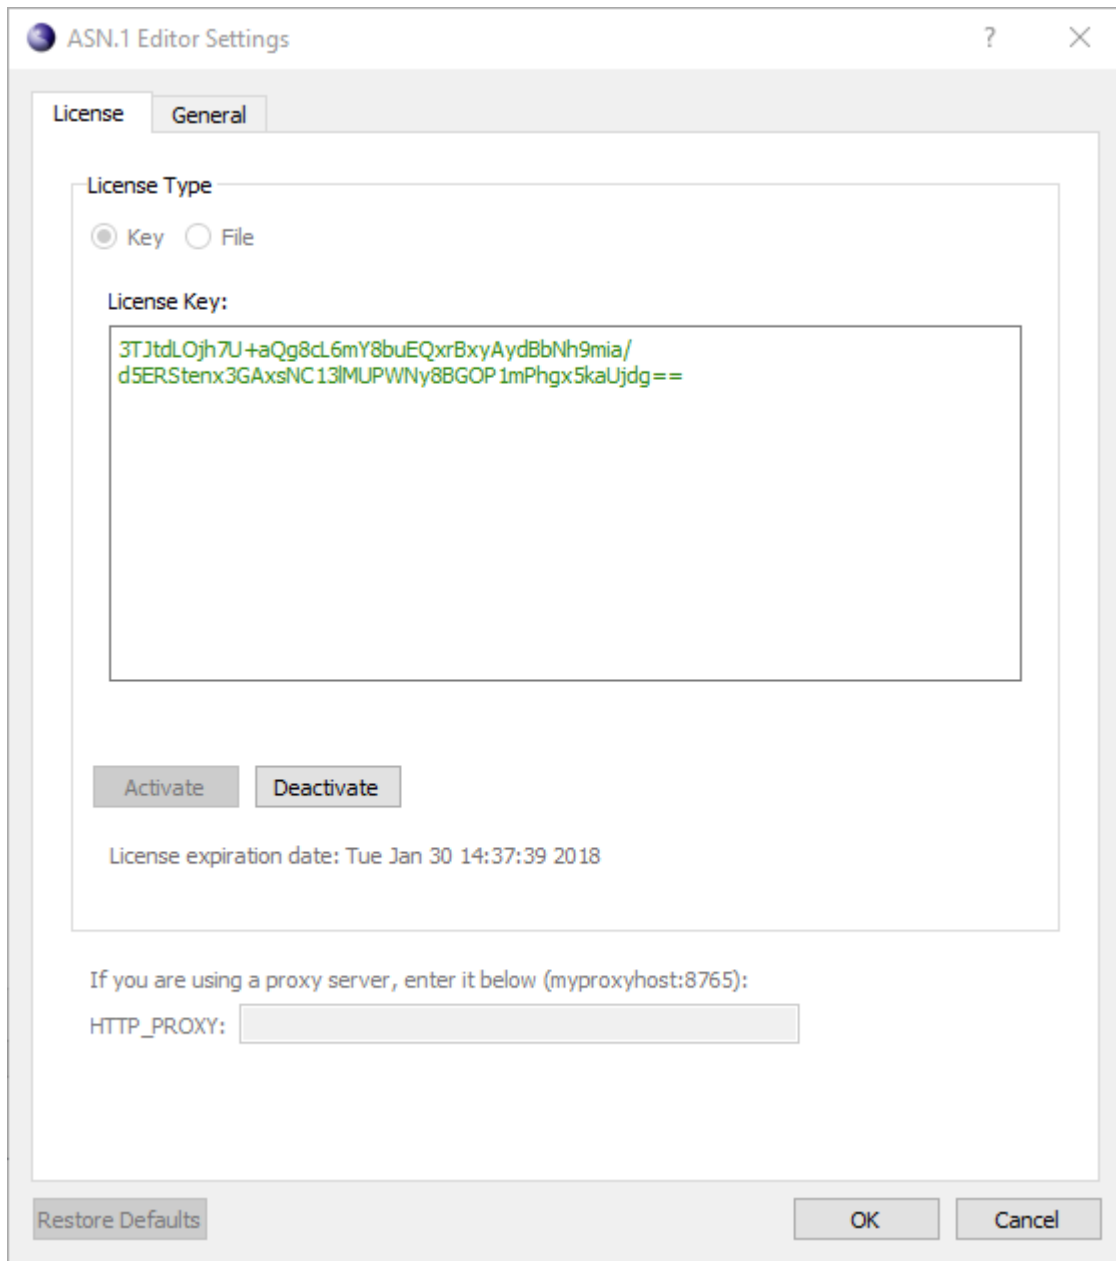 ASN.1 Editor Settings
?
License General
License Type
Key File
License Key:
3TJtdLOjh7U+aQg8cL6mY8buEQxrBxyAydBbNh9mia/
d5ERStenx3GAxsNC13lMUPWNy8BGOP1mPhgx5kaUjdg==
Activate Deactivate
License expiration date: Tue Jan 30 14:37:39 2018
If you are using a proxy server, enter it below (myproxyhost:8765):
HTTP_PROXY:
Restore Defaults OK Cancel